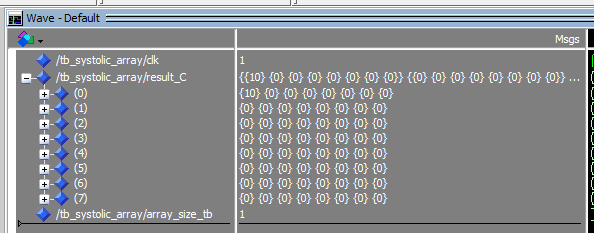 Wave - Default
Msgs
/tb_systolic_array/clk 1
/tb_systolic_array/result_C {{10} {0} {0} {0} {0} {0} {0} {0}} {{0} {0} {0} {0} {0} {0} {0} {0}} ...
(0) {10} {0} {0} {0} {0} {0} {0} {0}
(1) {0} {0} {0} {0} {0} {0} {0} {0}
(2) {0} {0} {0} {0} {0} {0} {0} {0}
(3) {0} {0} {0} {0} {0} {0} {0} {0}
(4) {0} {0} {0} {0} {0} {0} {0} {0}
(5) {0} {0} {0} {0} {0} {0} {0} {0}
(6) {0} {0} {0} {0} {0} {0} {0} {0}
(7) {0} {0} {0} {0} {0} {0} {0} {0}
/tb_systolic_array/array_size_tb 1